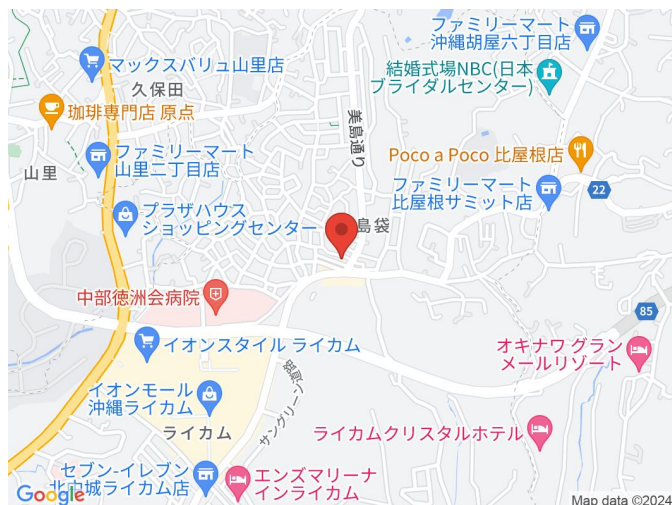 ファミリーマート
沖縄胡屋六丁目店
マックスバリュ山里店
結婚式場NBC(日本
ブライダルセンター)
久保田
珈琲専門店 原点
美島通り
Poco a Poco 比屋根店
ファミリーマート
山里二丁目店
山里
ファミリーマート
比屋根サミット店
22
プラザハウス
ショッピングセンター
島袋
中部徳洲会病院
85
イオンスタイル ライカム
オキナワ グラン
メールリゾート
サングリーン通路
イオンモール
沖縄ライカム
ライカム
ライカムクリスタルホテル
セブン-イレブン
北中城ライカム店
エンズマリーナ
インライカム
Google
Map data ©2024